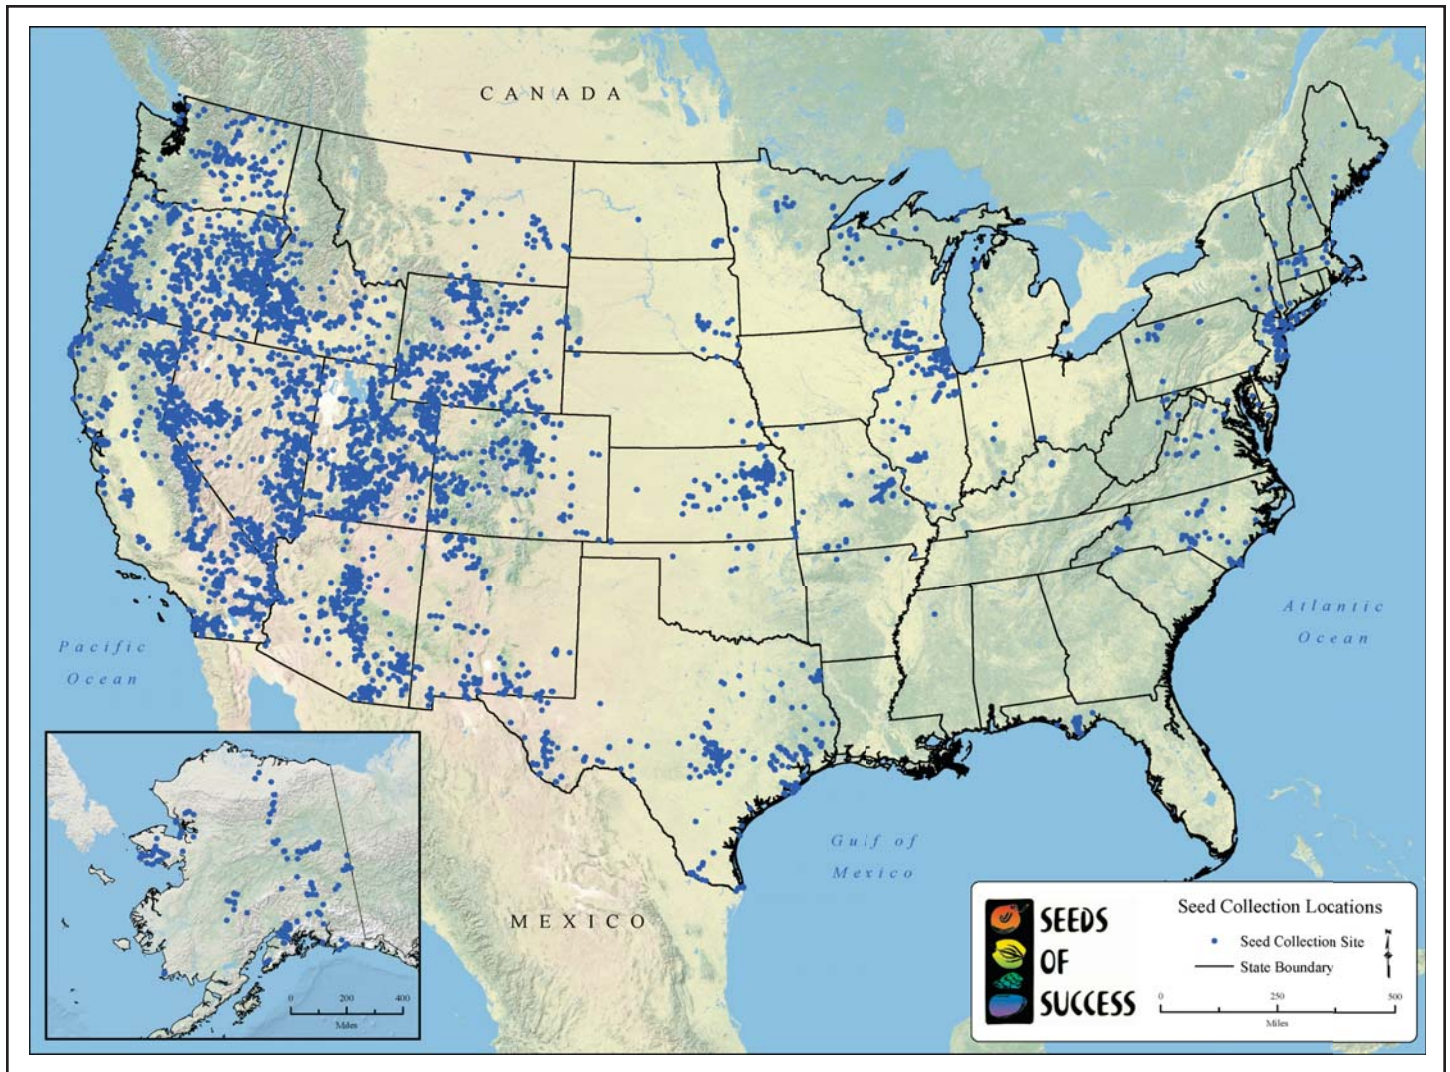 CANADA
Pacific
Ocean
Atlantic
Ocean
Gulf of
Mexico
MEXICO
0 200 400
Miles
SEEDS
OF
SUCCESS
Seed Collection Locations
Seed Collection Site
State Boundary
N
0 250 500
Miles